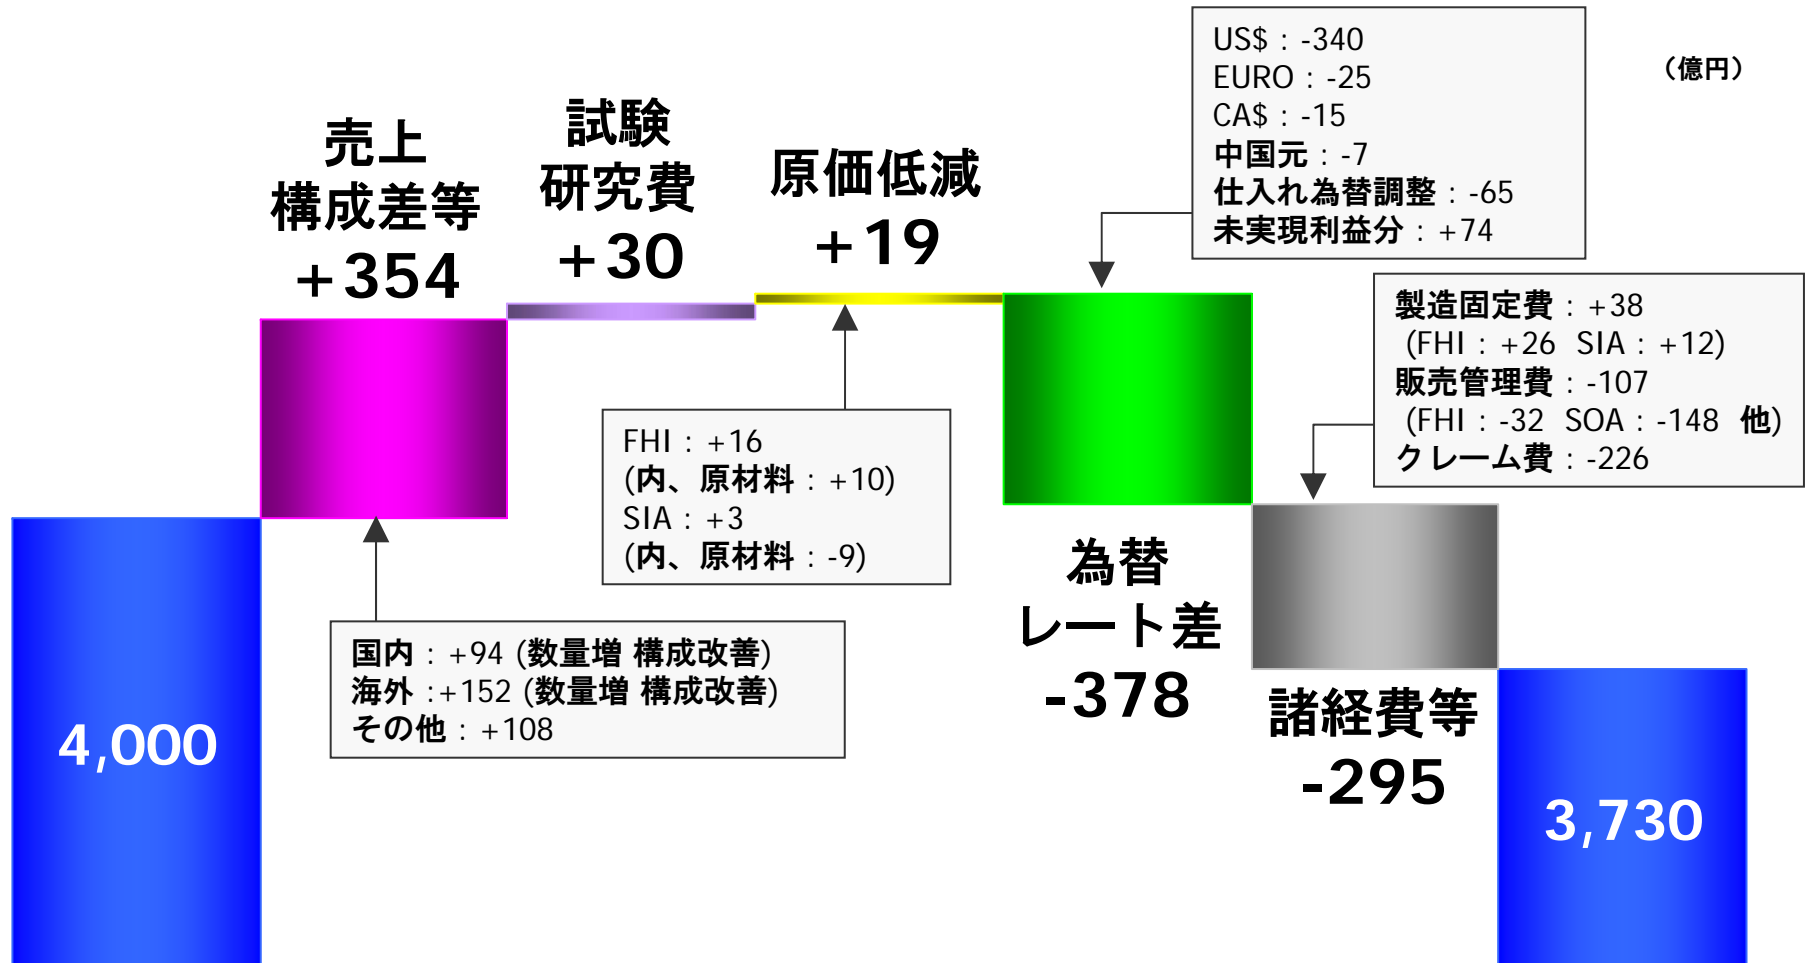 （億円）
売上
構成差等
+354
試験
研究費
+30
原価低減
+19
US$ : -340
EURO : -25
CA$ : -15
中国元 : -7
仕入れ為替調整 : -65
未実現利益分 : +74
製造固定費 : +38
(FHI : +26 SIA : +12)
販売管理費 : -107
(FHI : -32 SOA : -148 他)
クレーム費 : -226
FHI : +16
(内、原材料 : +10)
SIA : +3
(内、原材料 : -9)
為替
レート差
-378
国内 : +94 (数量増 構成改善)
海外 :+152 (数量増 構成改善)
その他 : +108
諸経費等
-295
4,000
3,730